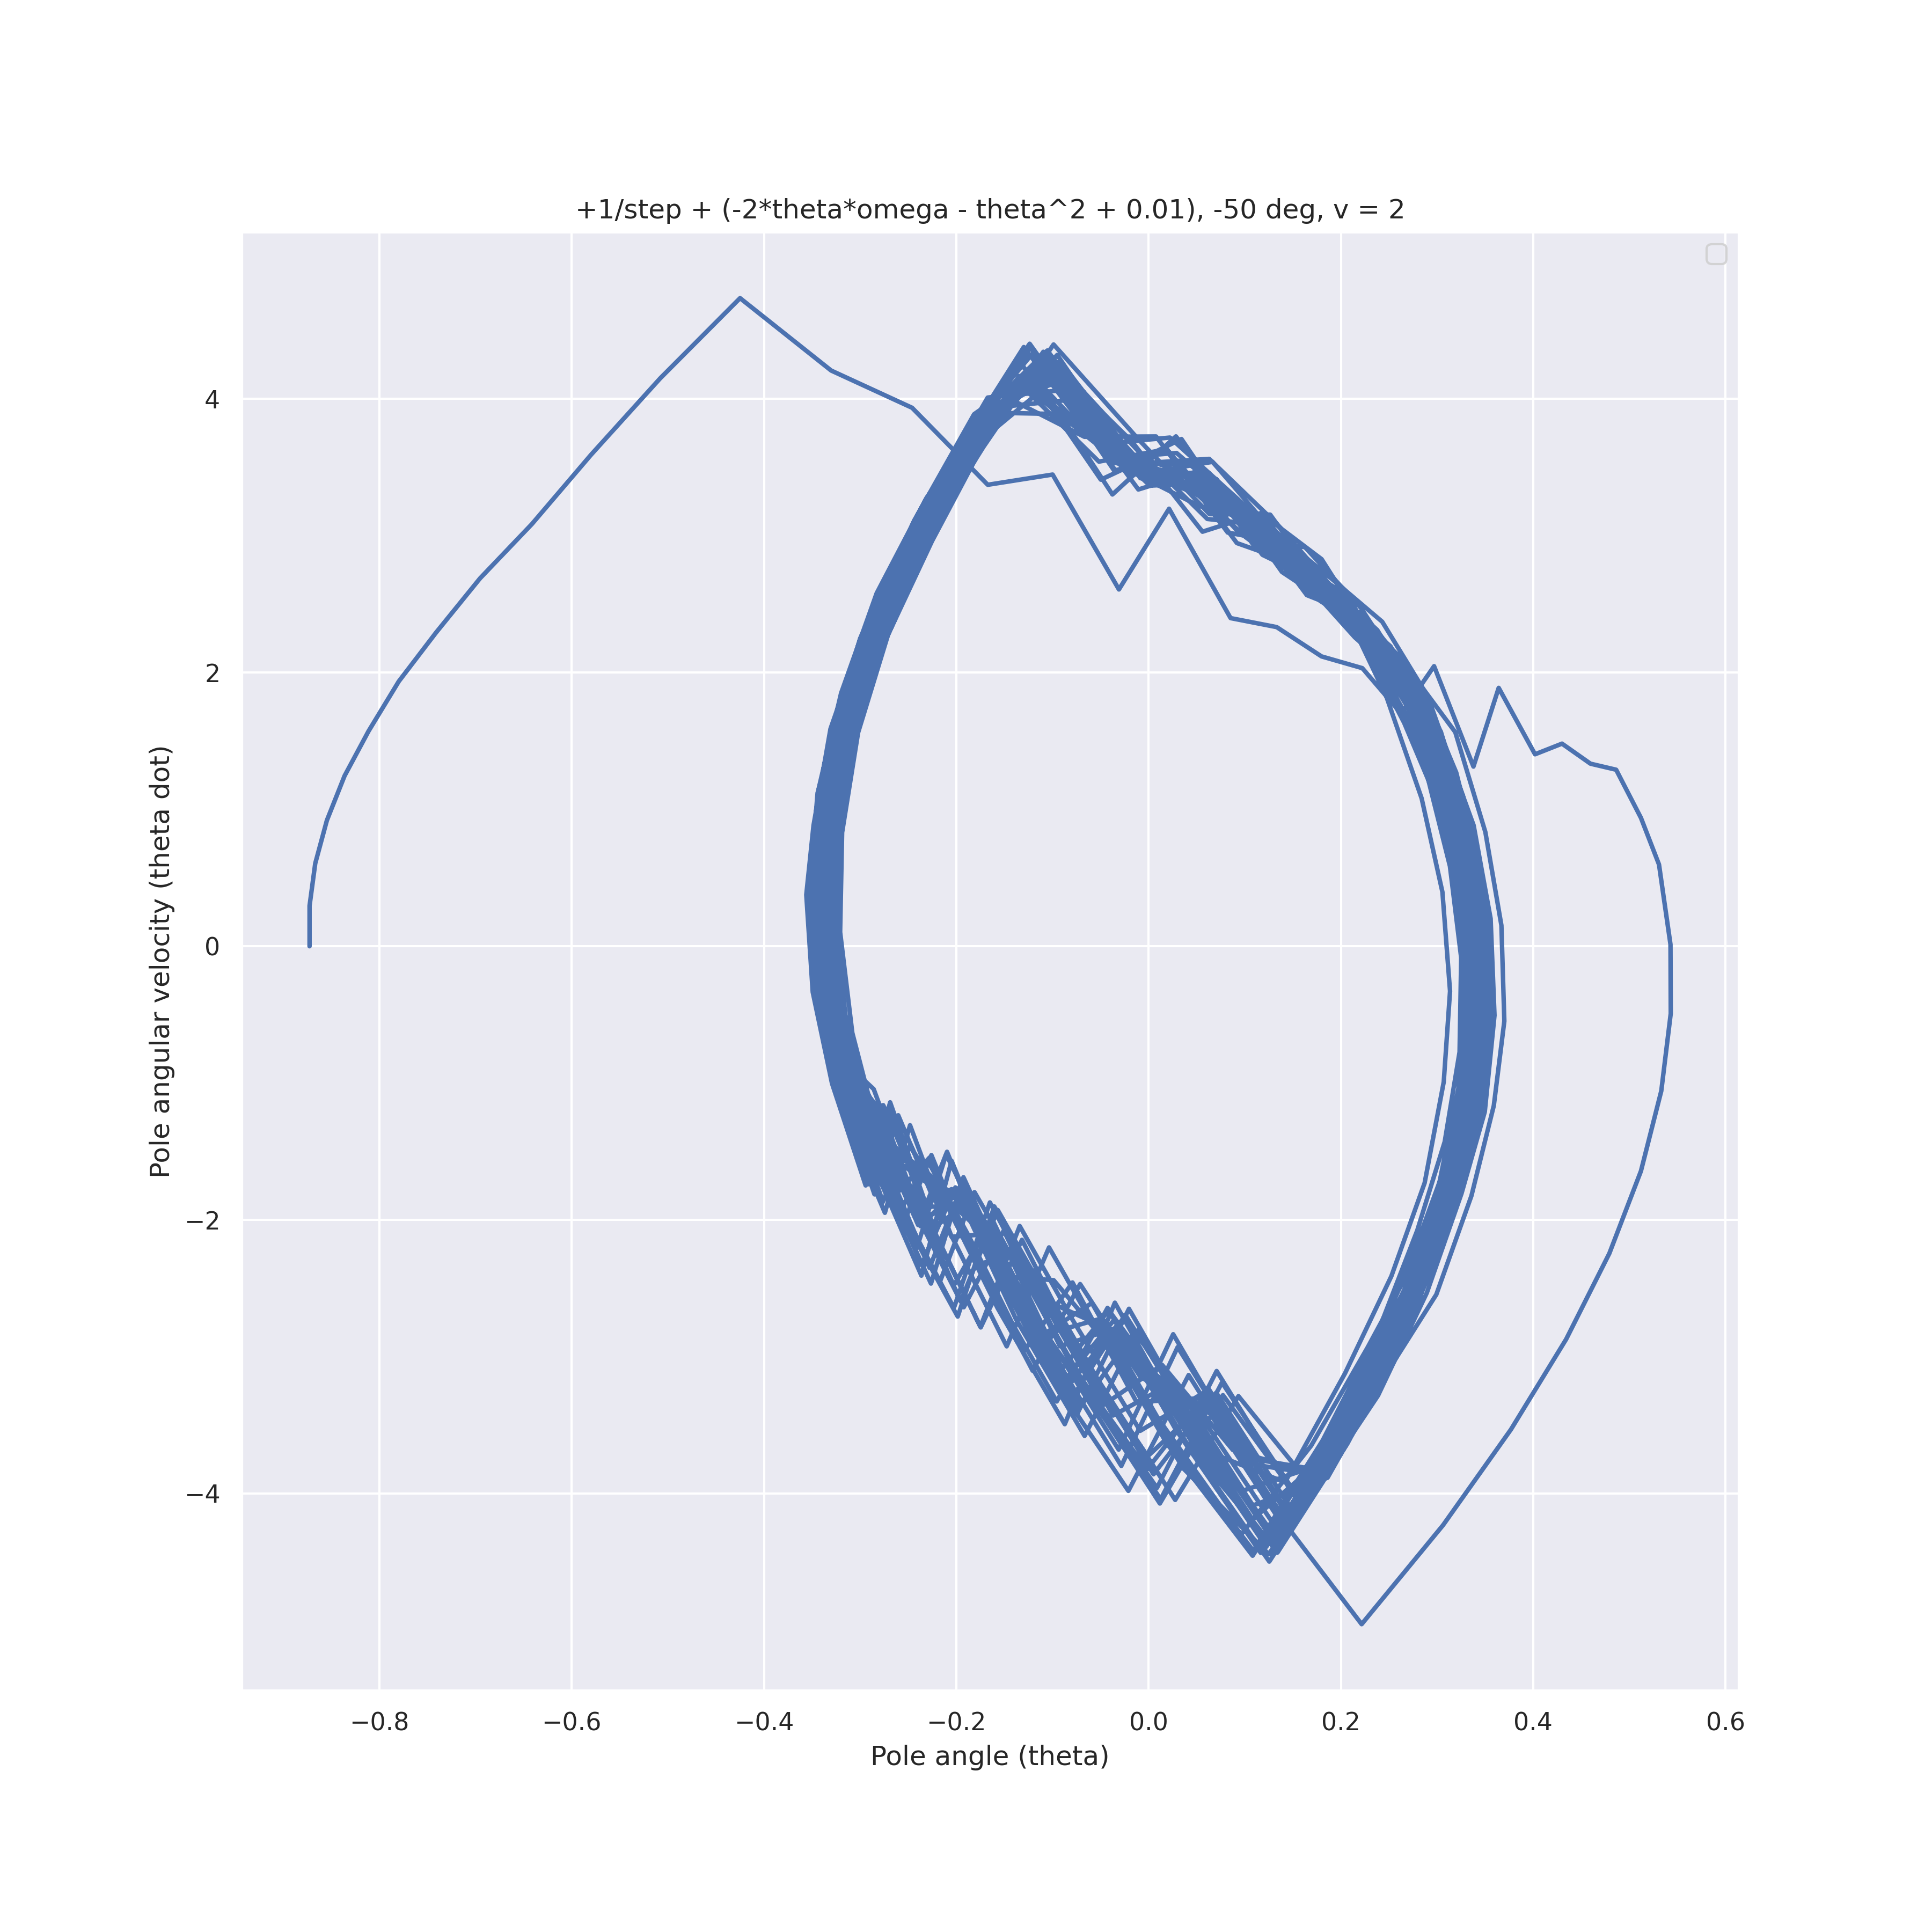 +1/step + (-2*theta*omega - theta^2 + 0.01), -50 deg, v = 2
4
2
0
−2
−4
Pole angular velocity (theta dot)
−0.8 −0.6 −0.4 −0.2 0.0 0.2 0.4 0.6
Pole angle (theta)